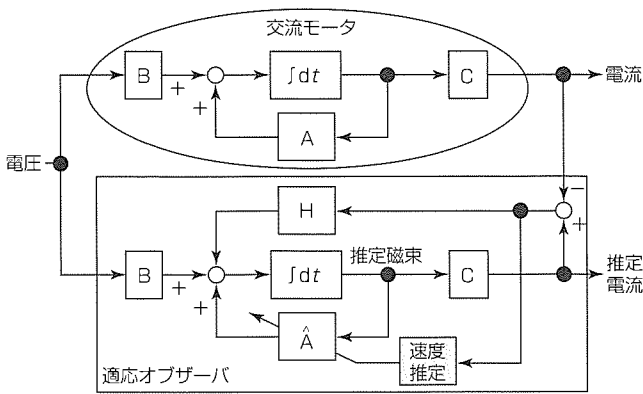 交流モータ
B
+
+
∫dt
C
電流
A
電圧
−
+
H
推定磁束
B
+
+
∫dt
C
推定
電流
Â
速度
推定
適応オブザーバ